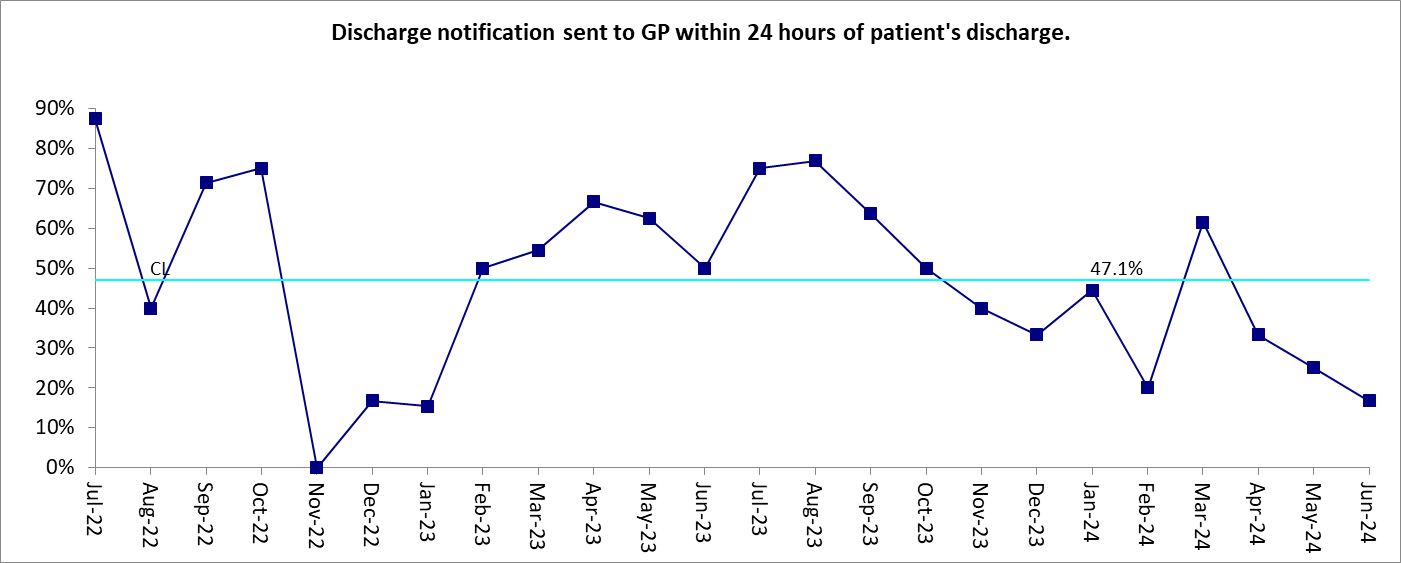 Discharge notification sent to GP within 24 hours of patient's discharge.
90%
80%
70%
60%
50%
40%
30%
20%
10%
0%
CL
47.1%
Jul-22
Aug-22
Sep-22
Oct-22
Nov-22
Dec-22
Jan-23
Feb-23
Mar-23
Apr-23
May-23
Jun-23
Jul-23
Aug-23
Sep-23
Oct-23
Nov-23
Dec-23
Jan-24
Feb-24
Mar-24
Apr-24
May-24
Jun-24